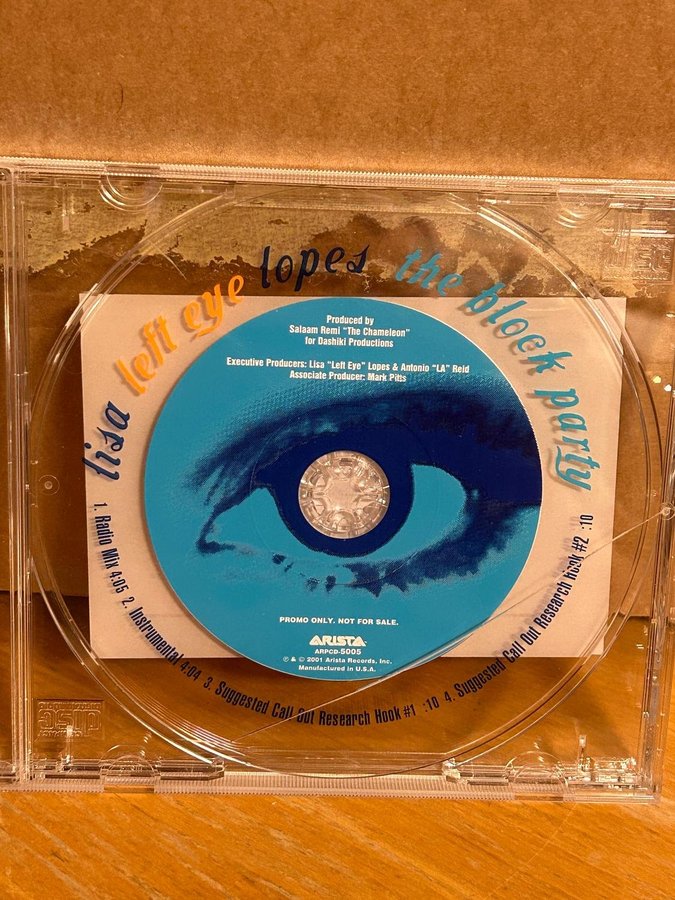 lisa left eye lopes the block party
Produced by
Salaam Remi "The Chameleon"
for Dashiki Productions
Executive Producers: Lisa "Left Eye" Lopes & Antonio "LA" Reid
Associate Producer: Mark Pitts
1. Radio Mix 4:05 2. Instrumental 4:04 3. Suggested Call Out Research Hook #1 :10 4. Suggested Call Out Research Hook #2 :10
PROMO ONLY. NOT FOR SALE.
ARISTA
ARPCD-5005
℗ & © 2001 Arista Records, Inc.
Manufactured in U.S.A.